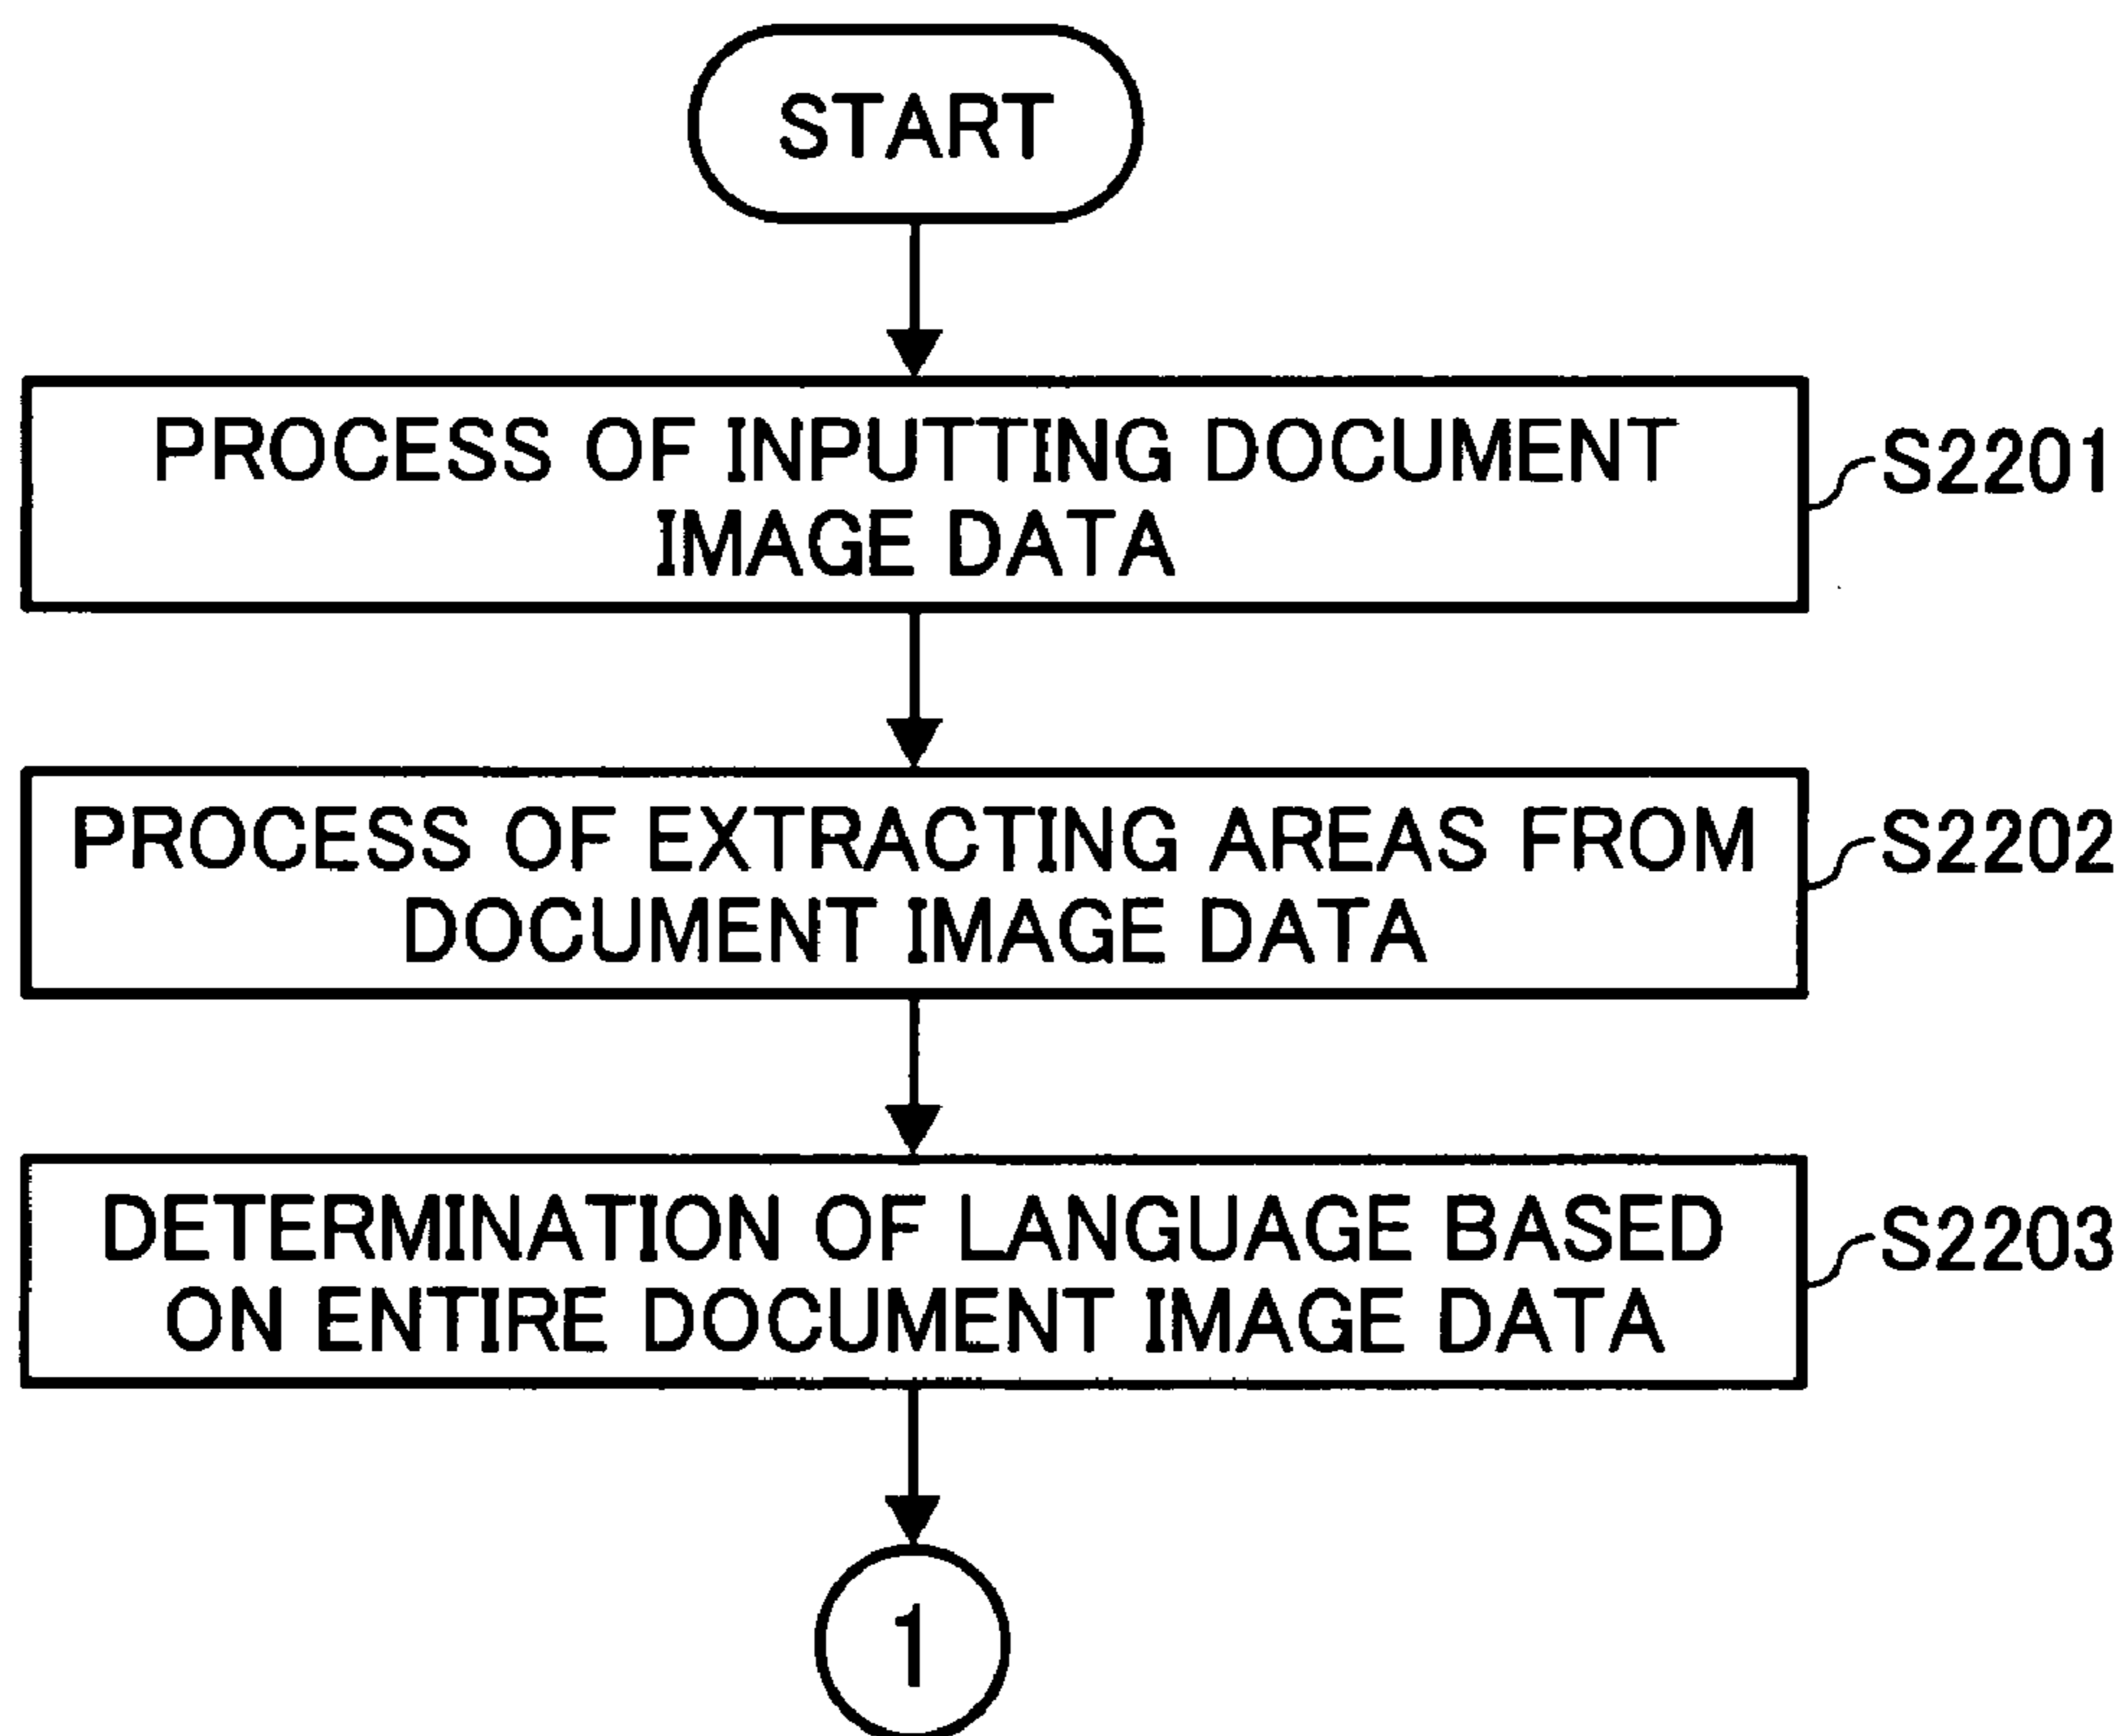 START
PROCESS OF INPUTTING DOCUMENT
IMAGE DATA
S2201
PROCESS OF EXTRACTING AREAS FROM
DOCUMENT IMAGE DATA
S2202
DETERMINATION OF LANGUAGE BASED
ON ENTIRE DOCUMENT IMAGE DATA
S2203
1